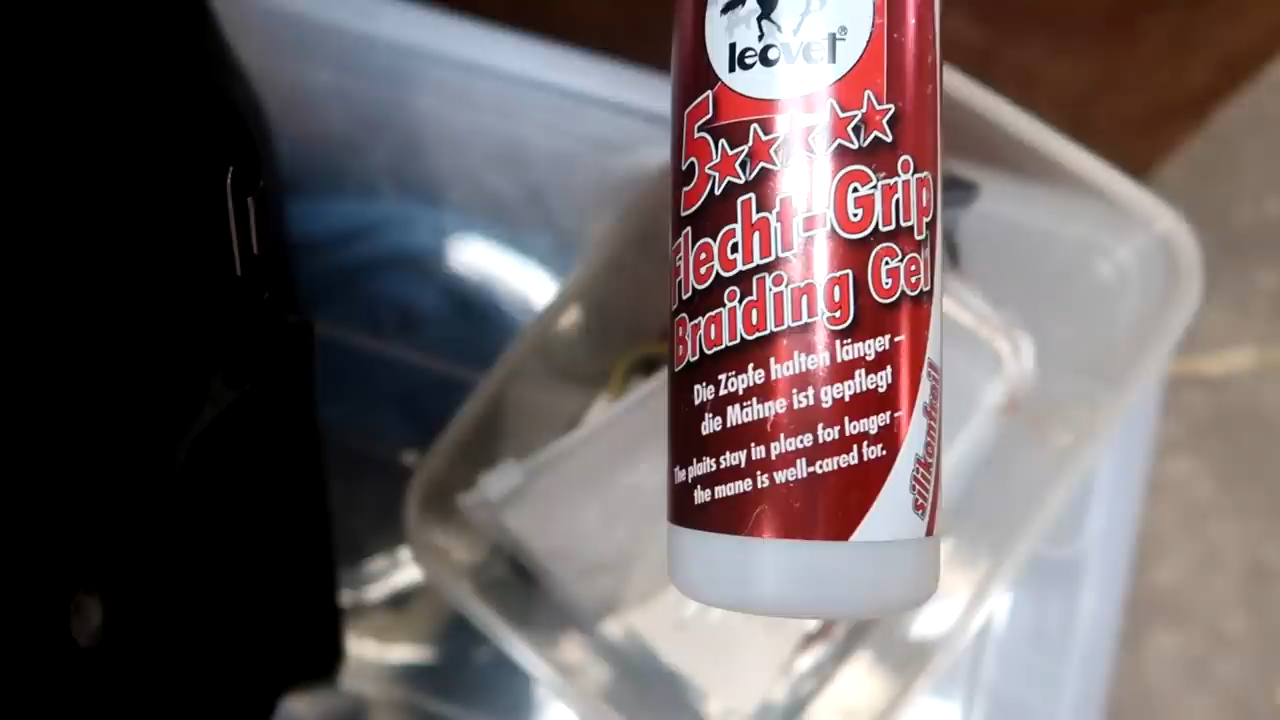 leovet®
5
Flecht-Grip
Braiding Gel
Die Zöpfe halten länger –
die Mähne ist gepflegt
The plaits stay in place for longer –
the mane is well-cared for.
silikonfrei